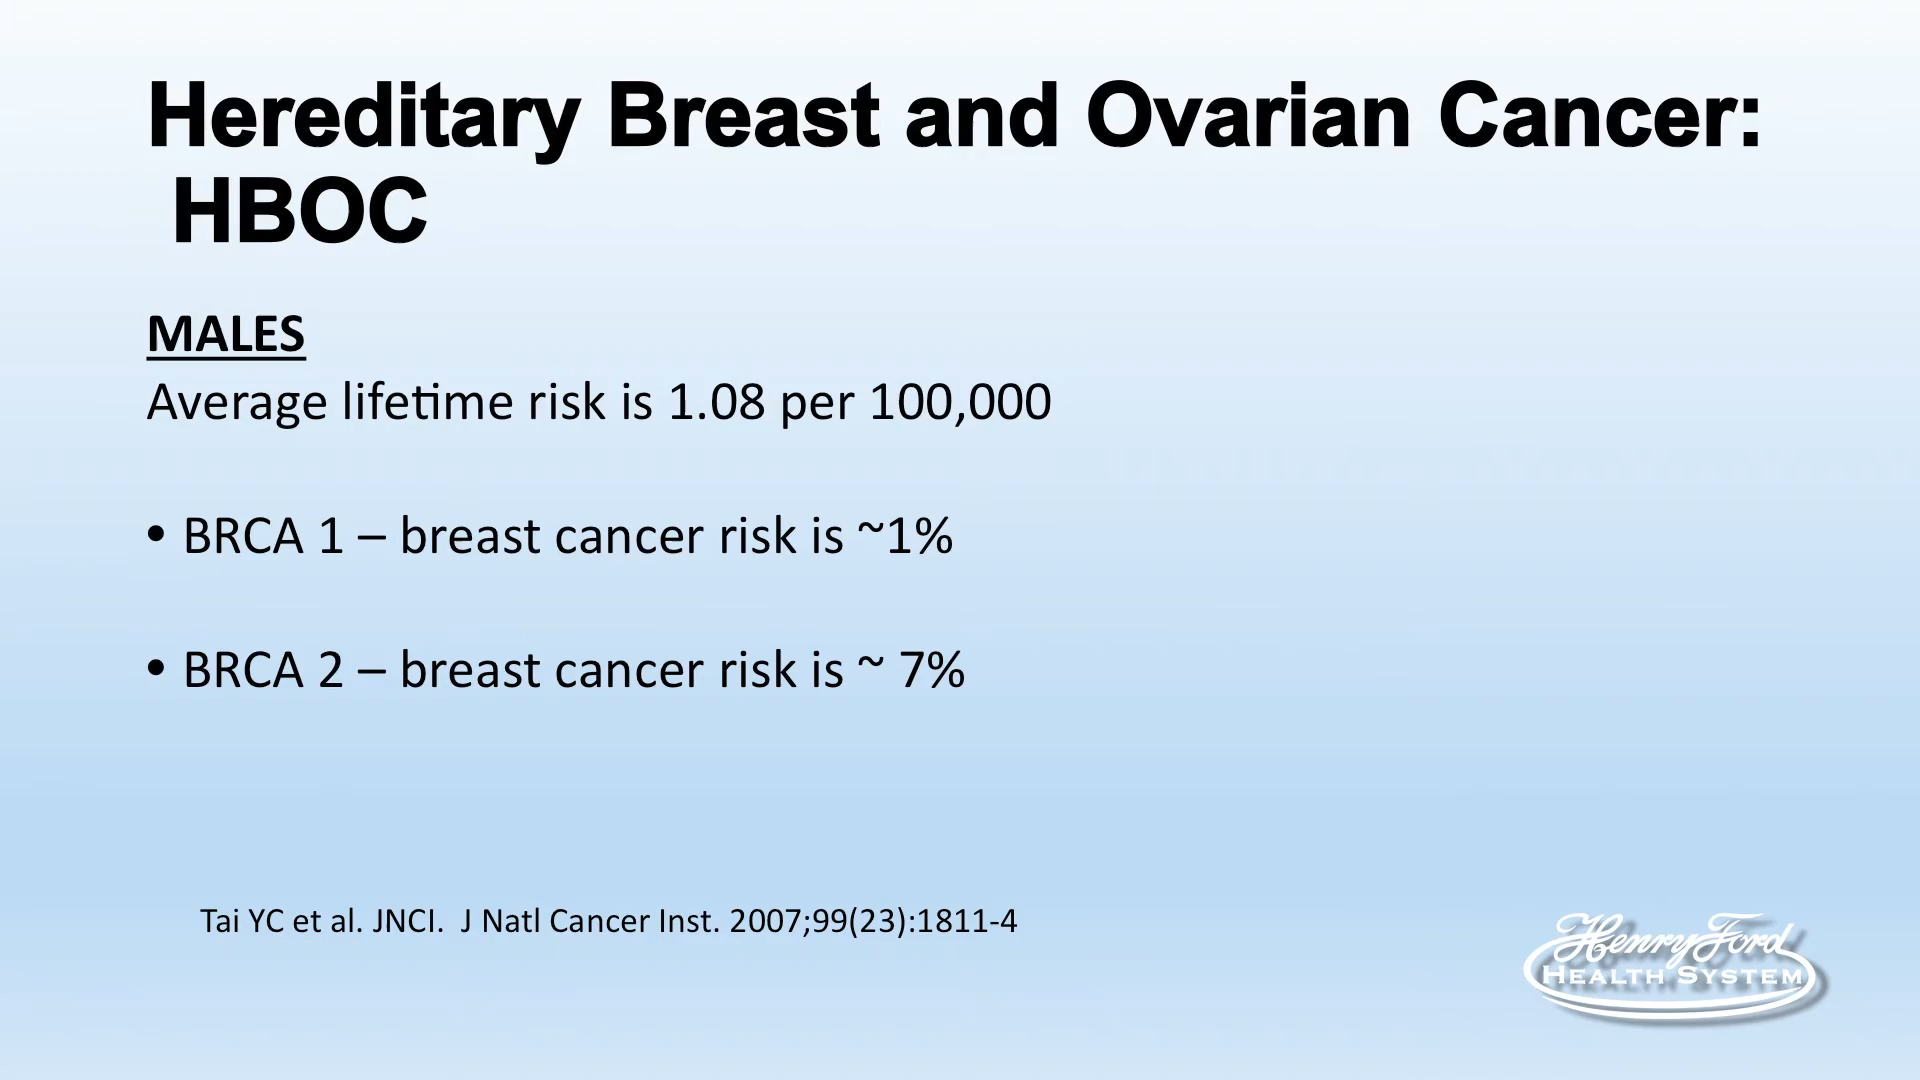 Hereditary Breast and Ovarian Cancer:
HBOC
MALES
Average lifetime risk is 1.08 per 100,000
• BRCA 1 – breast cancer risk is ~1%
• BRCA 2 – breast cancer risk is ~ 7%
Tai YC et al. JNCI.  J Natl Cancer Inst. 2007;99(23):1811-4
Henry Ford
HEALTH SYSTEM